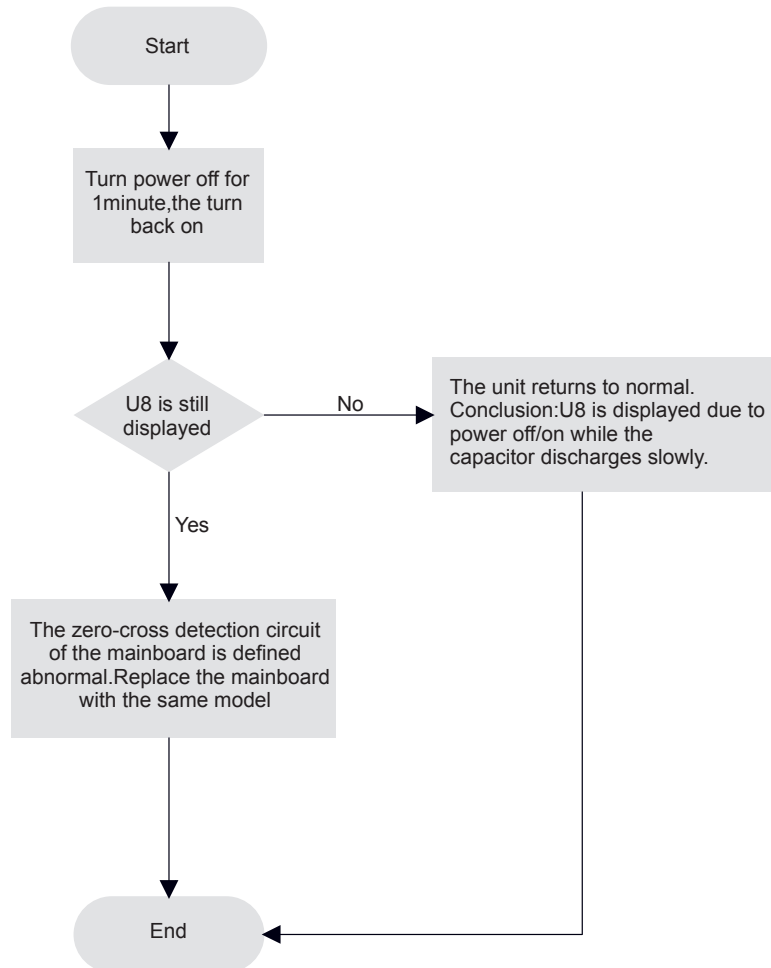 Start
Turn power off for
1minute,the turn
back on
U8 is still
displayed
No
The unit returns to normal.
Conclusion:U8 is displayed due to
power off/on while the
capacitor discharges slowly.
Yes
The zero-cross detection circuit
of the mainboard is defined
abnormal.Replace the mainboard
with the same model
End